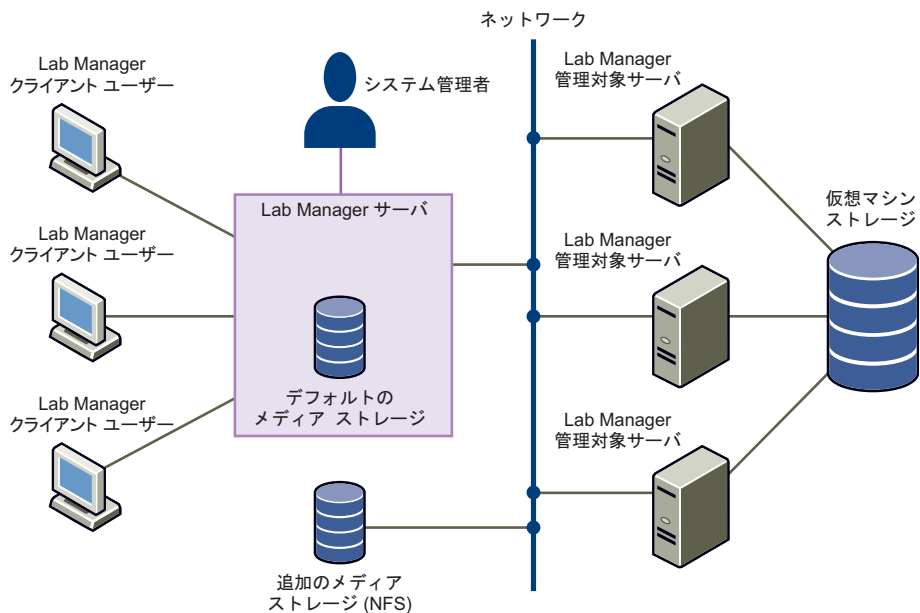 ネットワーク
Lab Manager
クライアント ユーザー
システム管理者
Lab Manager
管理対象サーバ
Lab Manager サーバ
仮想マシン
ストレージ
Lab Manager
クライアント ユーザー
Lab Manager
管理対象サーバ
デフォルトの
メディア ストレージ
Lab Manager
クライアント ユーザー
Lab Manager
管理対象サーバ
追加のメディア
ストレージ (NFS)